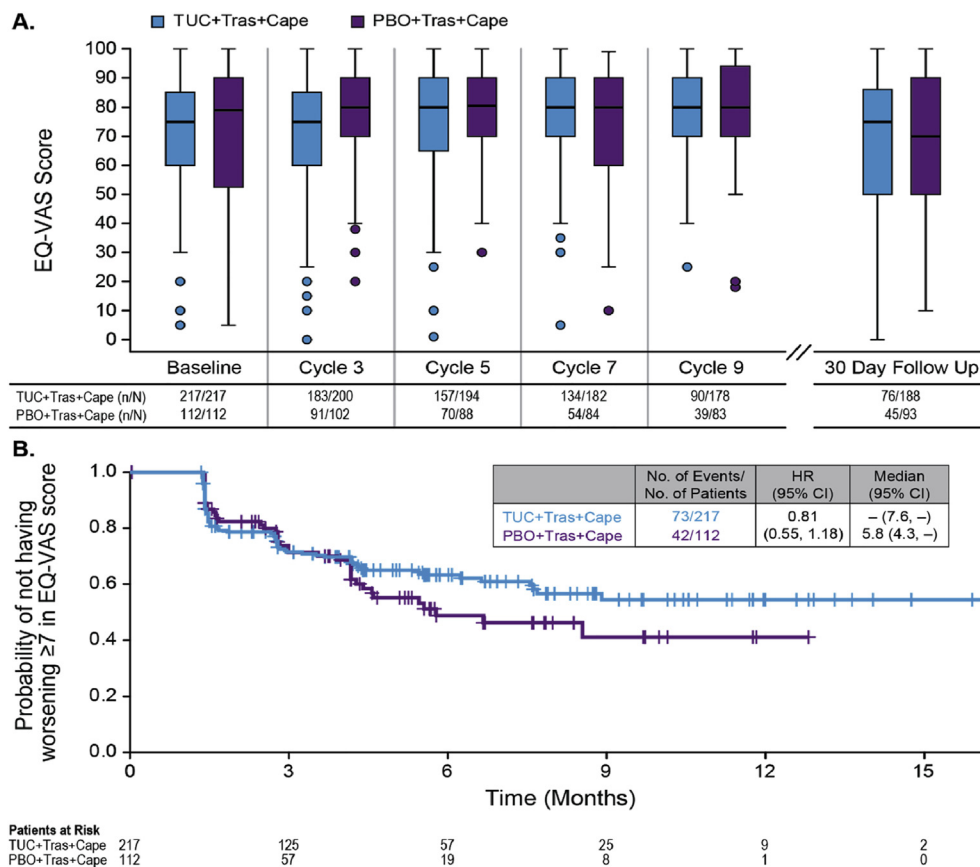 A.
TUC+Tras+Cape PBO+Tras+Cape
EQ-VAS Score
100
90
80
70
60
50
40
30
20
10
0
Baseline Cycle 3 Cycle 5 Cycle 7 Cycle 9 30 Day Follow Up
TUC+Tras+Cape (n/N) 217/217 183/200 157/194 134/182 90/178 76/188
PBO+Tras+Cape (n/N) 112/112 91/102 70/88 54/84 39/83 45/93
B.
Probability of not having
worsening ≥7 in EQ-VAS score
1.0
0.8
0.6
0.4
0.2
0.0
No. of Events/ HR Median
No. of Patients (95% CI) (95% CI)
TUC+Tras+Cape 73/217 0.81 – (7.6, –)
PBO+Tras+Cape 42/112 (0.55, 1.18) 5.8 (4.3, –)
0 3 6 9 12 15
Time (Months)
Patients at Risk
TUC+Tras+Cape 217 125 57 25 9 2
PBO+Tras+Cape 112 57 19 8 1 0